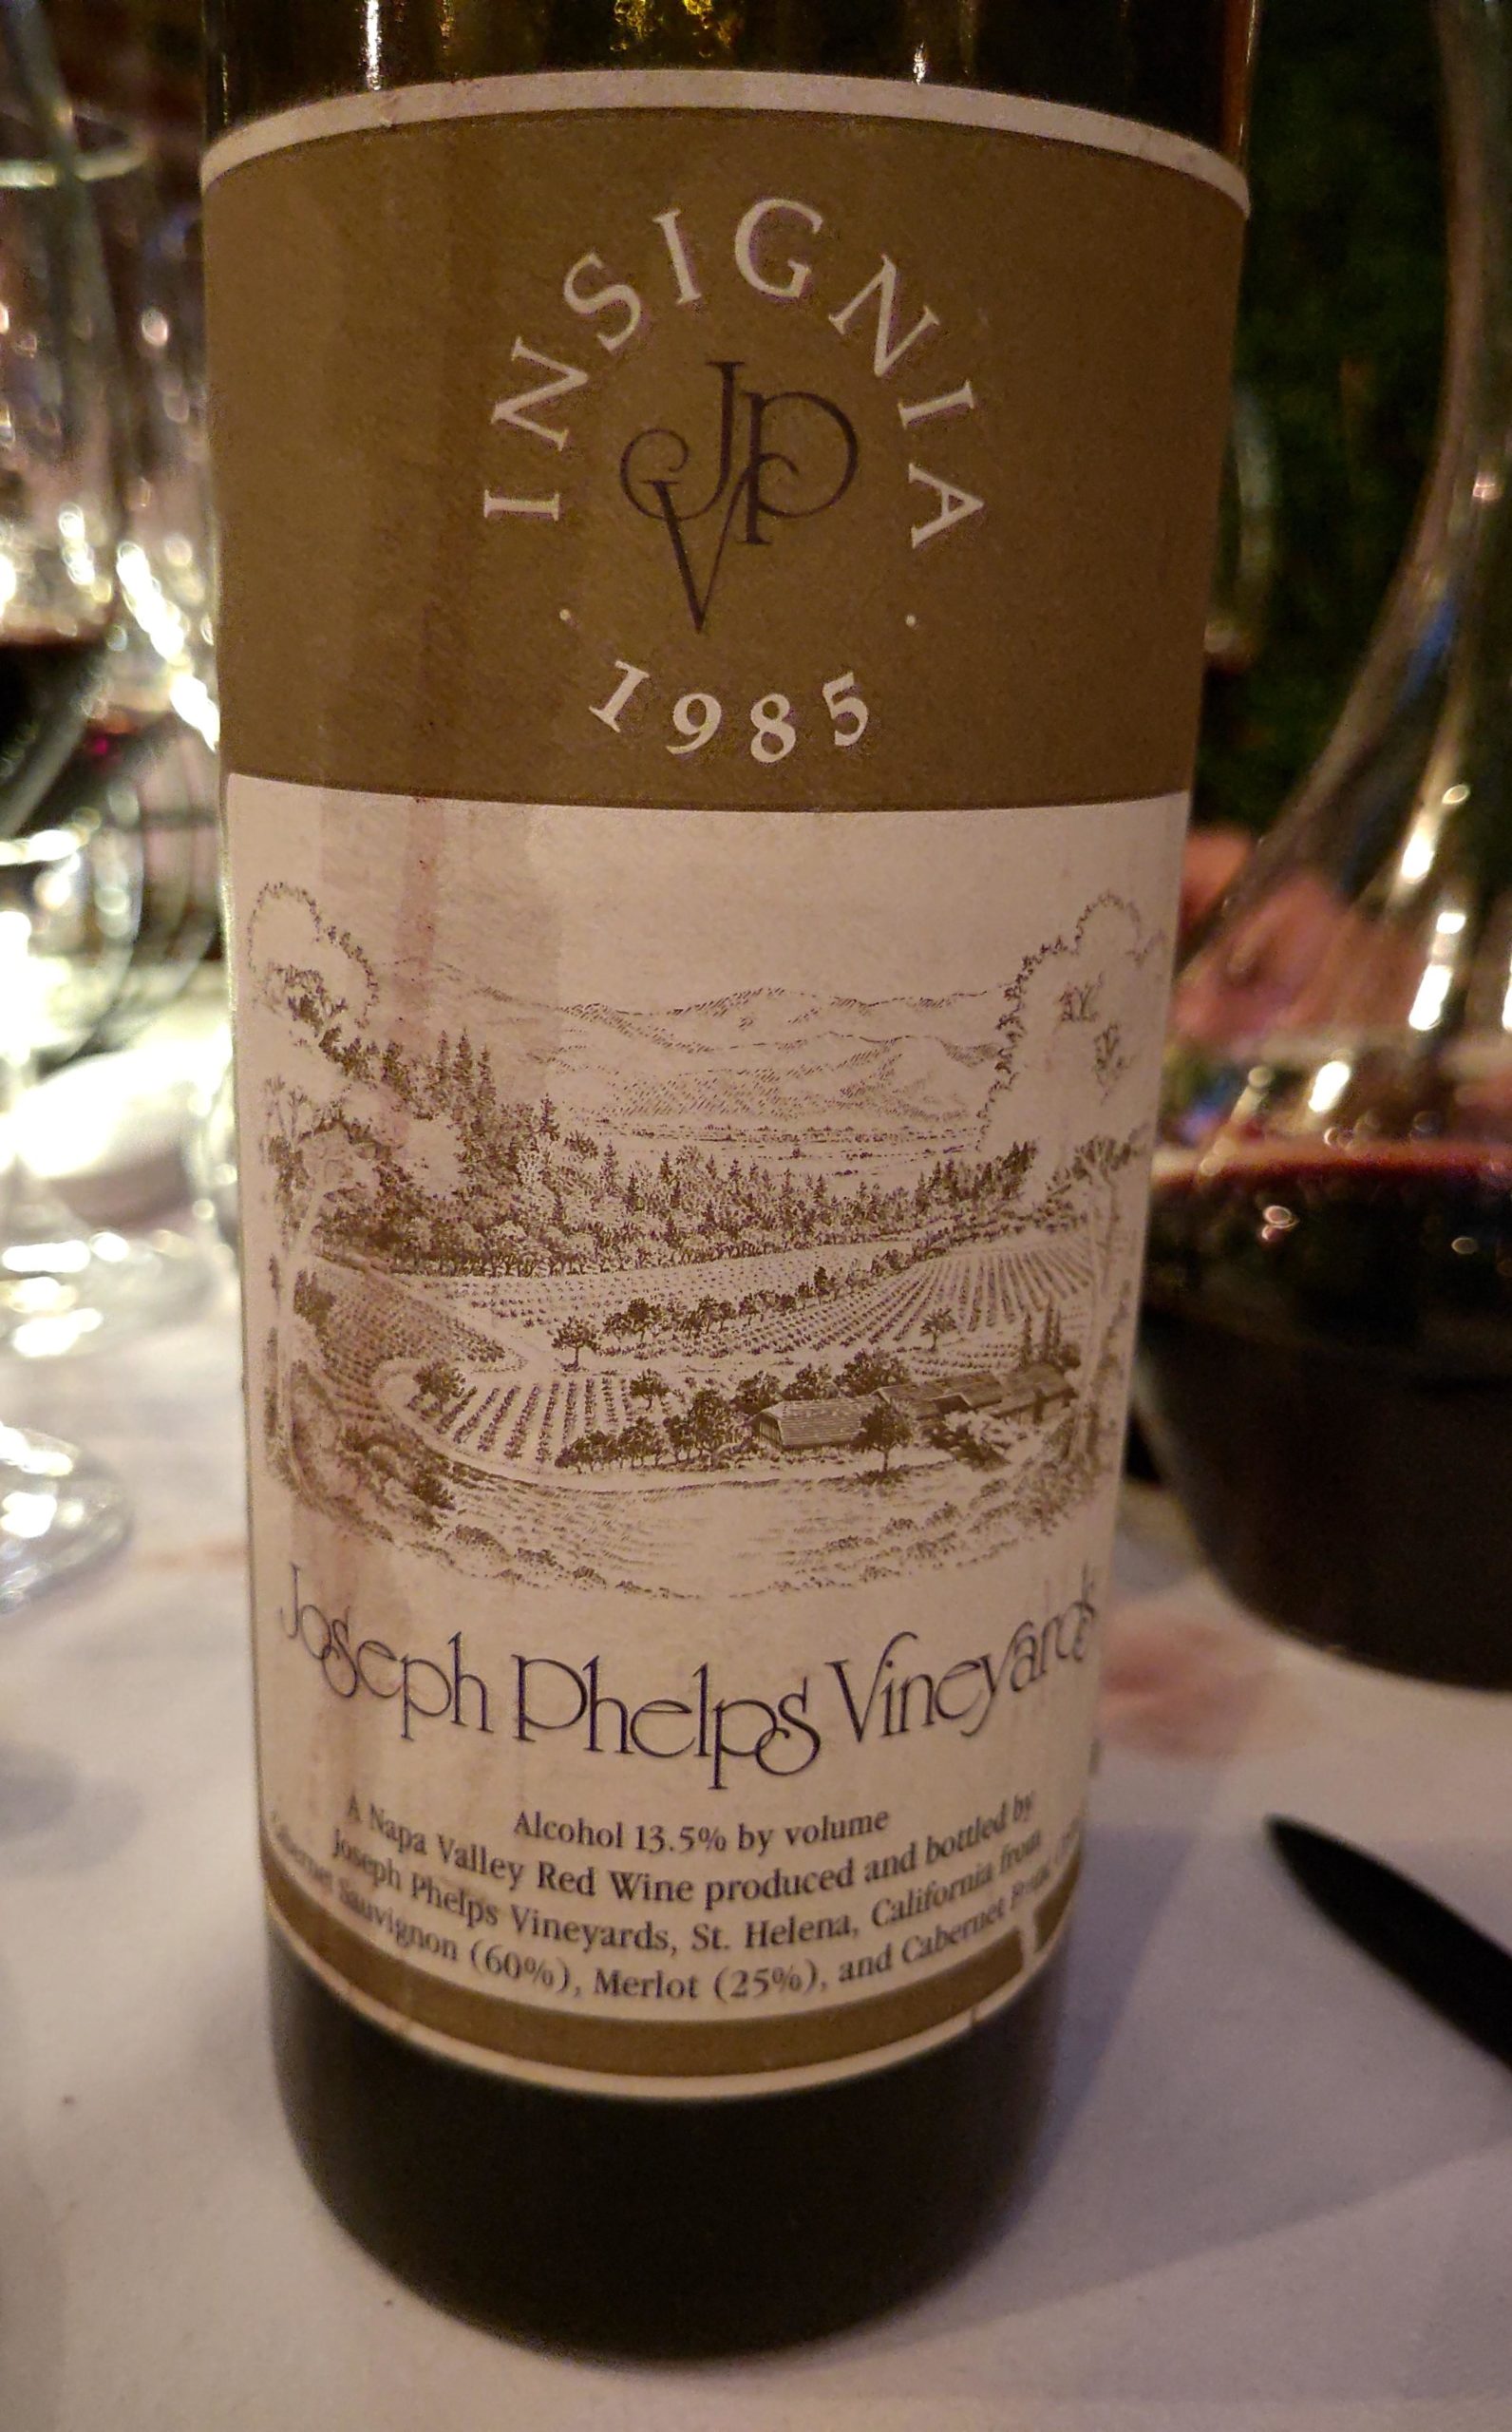 INSIGNIA
JPV
· 1985 ·
Joseph Phelps Vineyards
Alcohol 13.5% by volume
A Napa Valley Red Wine produced and bottled by
Joseph Phelps Vineyards, St. Helena, California from
Cabernet Sauvignon (60%), Merlot (25%), and Cabernet